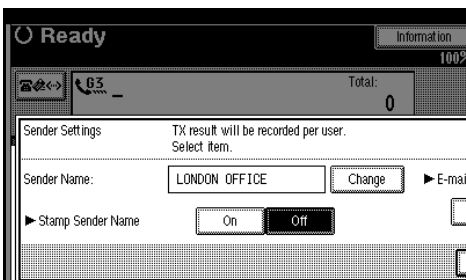 Ready
Information
100%
G3 _
Total:
0
Sender Settings
TX result will be recorded per user.
Select item.
Sender Name:
LONDON OFFICE
Change
►E-mai
►Stamp Sender Name
On
Off